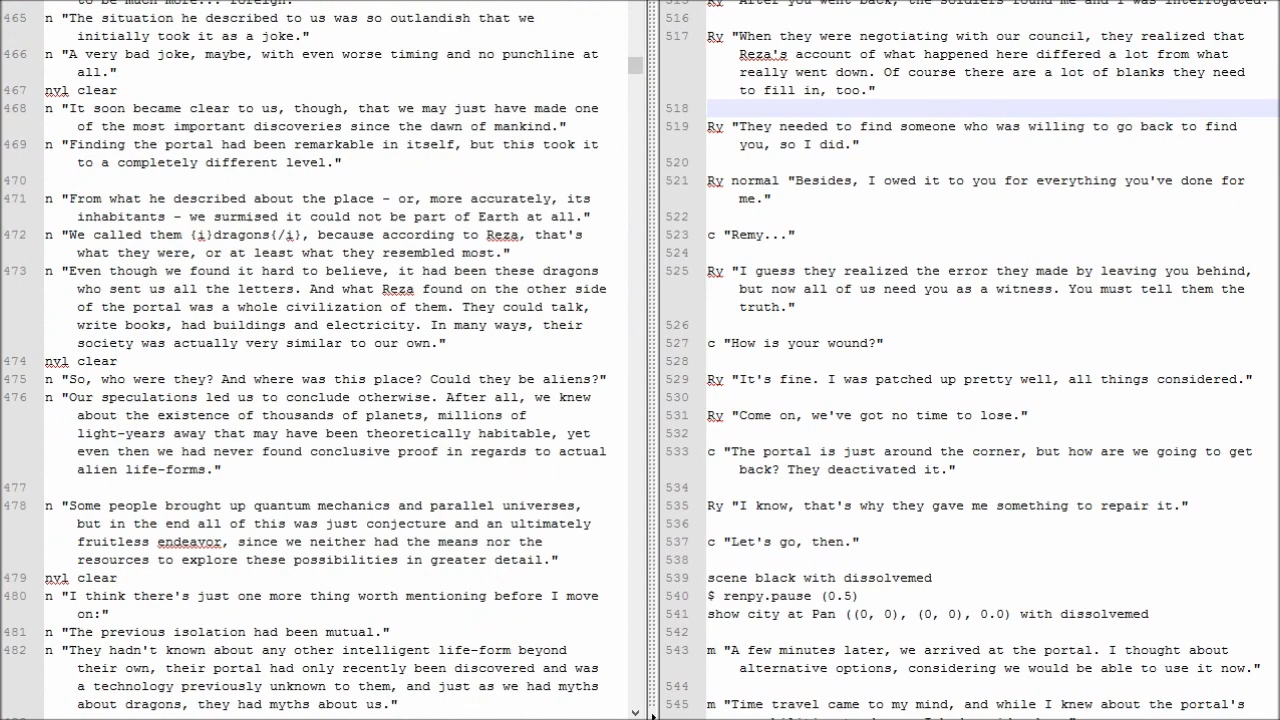 to be much more... foreign.
465 n "The situation he described to us was so outlandish that we
initially took it as a joke."
466 n "A very bad joke, maybe, with even worse timing and no punchline at
all."
467 nvl clear
468 n "It soon became clear to us, though, that we may just have made one
of the most important discoveries since the dawn of mankind."
469 n "Finding the portal had been remarkable in itself, but this took it
to a completely different level."
470
471 n "From what he described about the place - or, more accurately, its
inhabitants - we surmised it could not be part of Earth at all."
472 n "We called them {i}dragons{/i}, because according to Reza, that's
what they were, or at least what they resembled most."
473 n "Even though we found it hard to believe, it had been these dragons
who sent us all the letters. And what Reza found on the other side
of the portal was a whole civilization of them. They could talk,
write books, had buildings and electricity. In many ways, their
society was actually very similar to our own."
474 nvl clear
475 n "So, who were they? And where was this place? Could they be aliens?"
476 n "Our speculations led us to conclude otherwise. After all, we knew
about the existence of thousands of planets, millions of
light-years away that may have been theoretically habitable, yet
even then we had never found conclusive proof in regards to actual
alien life-forms."
477
478 n "Some people brought up quantum mechanics and parallel universes,
but in the end all of this was just conjecture and an ultimately
fruitless endeavor, since we neither had the means nor the
resources to explore these possibilities in greater detail."
479 nvl clear
480 n "I think there's just one more thing worth mentioning before I move
on:"
481 n "The previous isolation had been mutual."
482 n "They hadn't known about any other intelligent life-form beyond
their own, their portal had only recently been discovered and was
a technology previously unknown to them, and just as we had myths
about dragons, they had myths about us."
515 Ry "After you went back, the soldiers found me and I was interrogated.
516
517 Ry "When they were negotiating with our council, they realized that
Reza's account of what happened here differed a lot from what
really went down. Of course there are a lot of blanks they need
to fill in, too."
518
519 Ry "They needed to find someone who was willing to go back to find
you, so I did."
520
521 Ry normal "Besides, I owed it to you for everything you've done for
me."
522
523 c "Remy..."
524
525 Ry "I guess they realized the error they made by leaving you behind,
but now all of us need you as a witness. You must tell them the
truth."
526
527 c "How is your wound?"
528
529 Ry "It's fine. I was patched up pretty well, all things considered."
530
531 Ry "Come on, we've got no time to lose."
532
533 c "The portal is just around the corner, but how are we going to get
back? They deactivated it."
534
535 Ry "I know, that's why they gave me something to repair it."
536
537 c "Let's go, then."
538
539 scene black with dissolvemed
540 $ renpy.pause (0.5)
541 show city at Pan ((0, 0), (0, 0), 0.0) with dissolvemed
542
543 m "A few minutes later, we arrived at the portal. I thought about
alternative options, considering we would be able to use it now."
544
545 m "Time travel came to my mind, and while I knew about the portal's